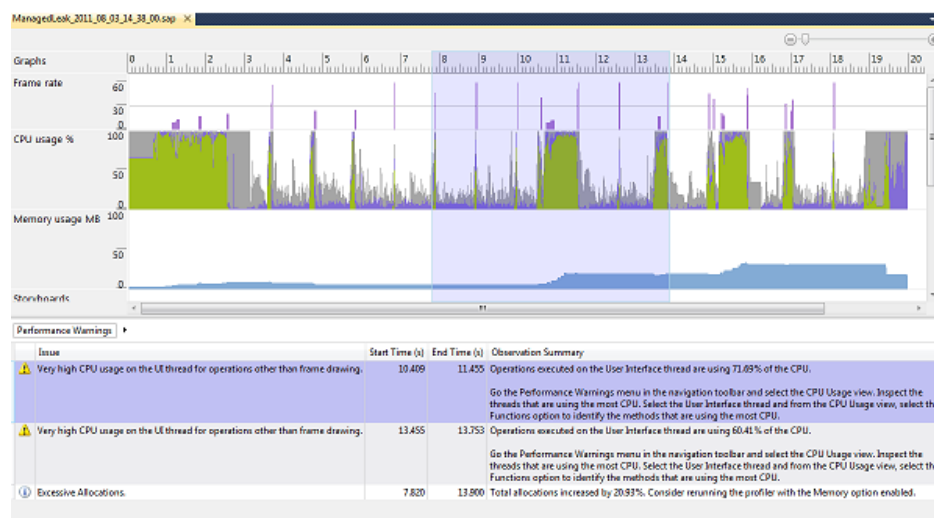 ManagedLeak_2011_08_03_14_38_00.sap
Graphs
0 1 2 3 4 5 6 7 8 9 10 11 12 13 14 15 16 17 18 19 20
Frame rate
60
30
0
CPU usage %
100
50
0
Memory usage MB
100
50
0
Storyboards
Performance Warnings
Issue Start Time (s) End Time (s) Observation Summary
Very high CPU usage on the UI thread for operations other than frame drawing. 10.409 11.455 Operations executed on the User Interface thread are using 71.69% of the CPU.
Go the Performance Warnings menu in the navigation toolbar and select the CPU Usage view. Inspect the
threads that are using the most CPU. Select the User Interface thread and from the CPU Usage view, select th
Functions option to identify the methods that are using the most CPU.
Very high CPU usage on the UI thread for operations other than frame drawing. 13.455 13.753 Operations executed on the User Interface thread are using 60.41% of the CPU.
Go the Performance Warnings menu in the navigation toolbar and select the CPU Usage view. Inspect the
threads that are using the most CPU. Select the User Interface thread and from the CPU Usage view, select th
Functions option to identify the methods that are using the most CPU.
Excessive Allocations. 7.820 13.900 Total allocations increased by 20.93%. Consider rerunning the profiler with the Memory option enabled.